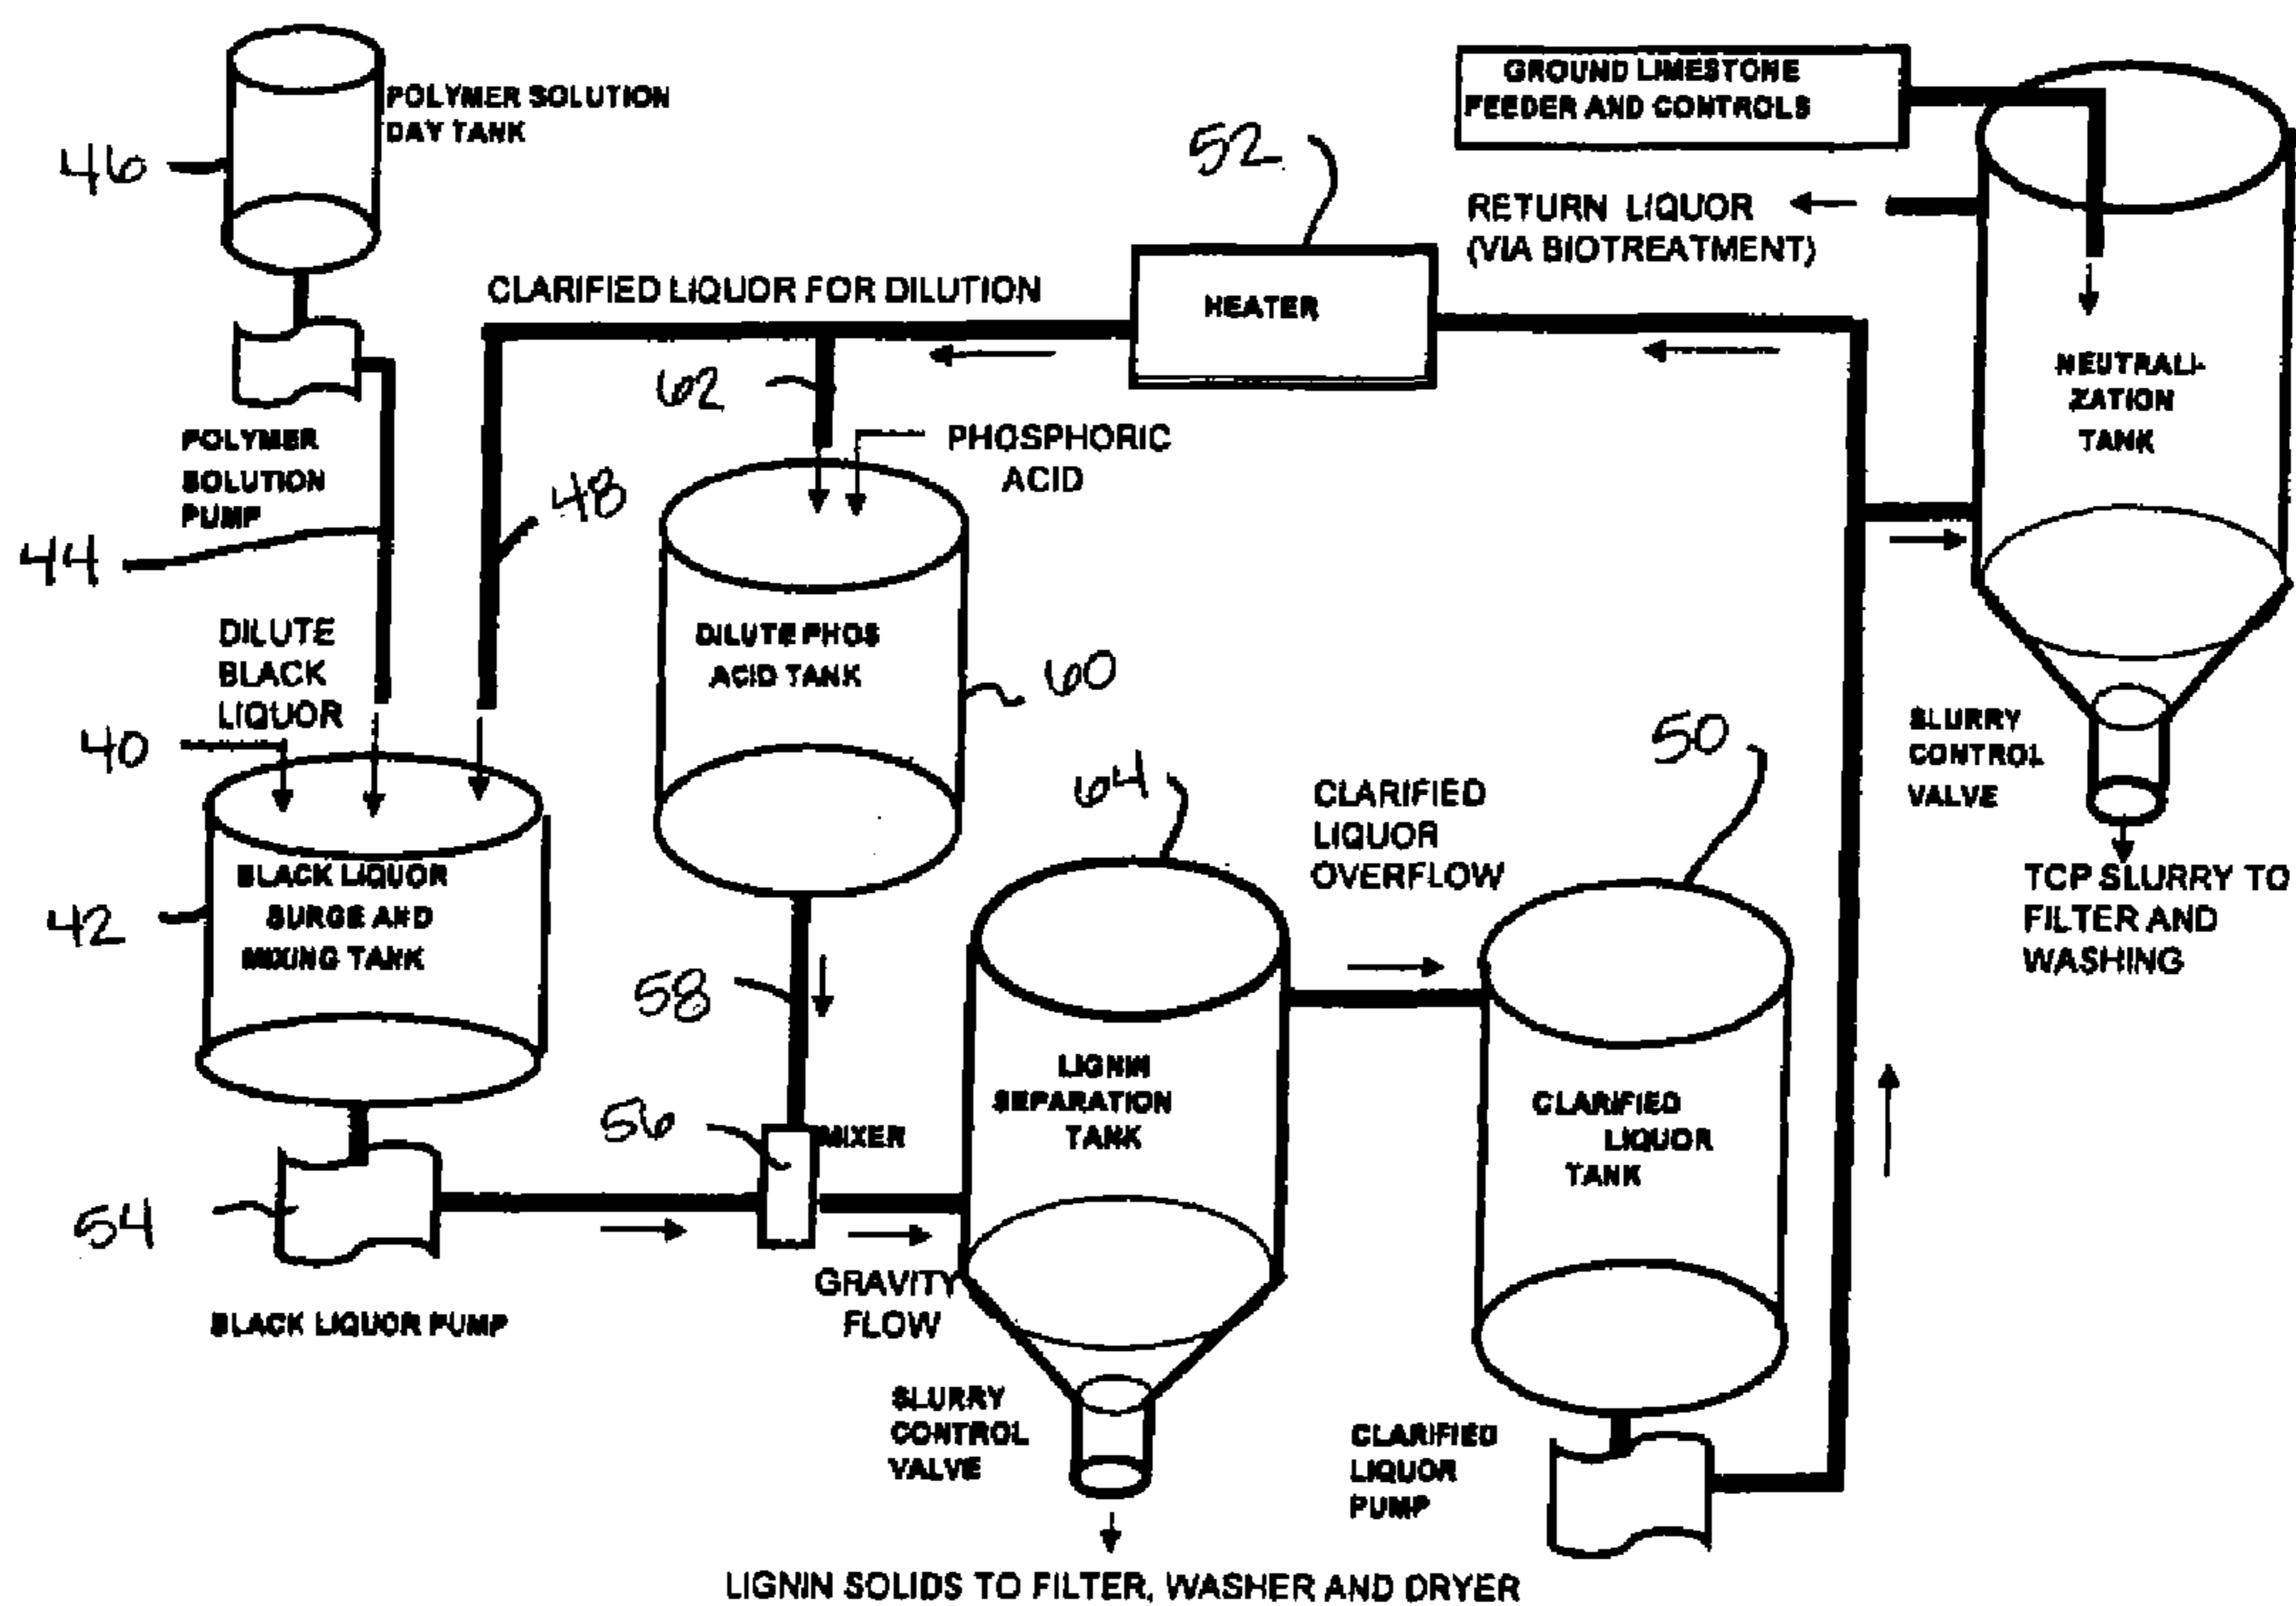 POLYMER SOLUTION
DAY TANK
46
GROUND LIMESTONE
FEEDER AND CONTROLS
52
RETURN LIQUOR
(VIA BIOTREATMENT)
CLARIFIED LIQUOR FOR DILUTION
HEATER
62
NEUTRALI-
ZATION
TANK
POLYMER
SOLUTION
PUMP
44
48
PHOSPHORIC
ACID
DILUTE
BLACK
LIQUOR
40
DILUTE PHOS
ACID TANK
60
50
64
SLURRY
CONTROL
VALVE
CLARIFIED
LIQUOR
OVERFLOW
TCP SLURRY TO
FILTER AND
WASHING
BLACK LIQUOR
SURGE AND
MIXING TANK
42
58
LIGNIN
SEPARATION
TANK
CLARIFIED
LIQUOR
TANK
56
MIXER
54
BLACK LIQUOR PUMP
GRAVITY
FLOW
SLURRY
CONTROL
VALVE
CLARIFIED
LIQUOR
PUMP
LIGNIN SOLIDS TO FILTER, WASHER AND DRYER